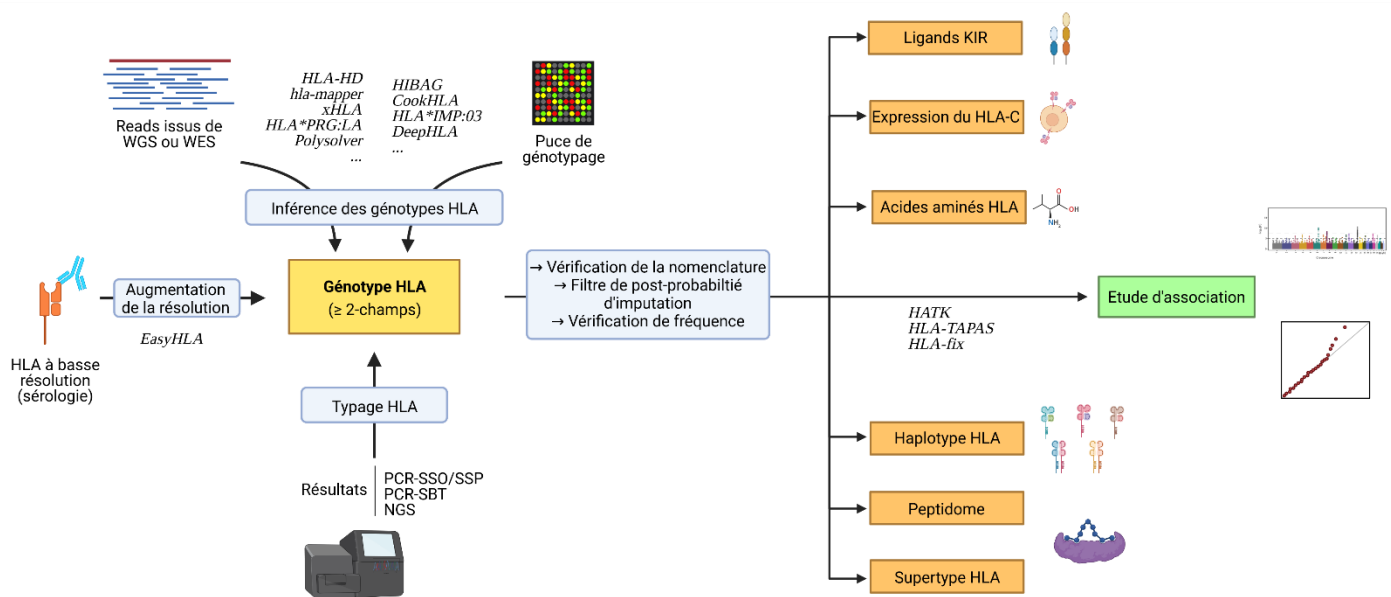 Reads issus de
WGS ou WES
HLA-HD
hla-mapper
xHLA
HLA*PRG:LA
Polysolver
...
HIBAG
CookHLA
HLA*IMP:03
DeepHLA
...
Puce de
génotypage
Inférence des génotypes HLA
HLA à basse
résolution
(sérologie)
Augmentation
de la résolution
EasyHLA
Génotype HLA
(≥ 2-champs)
Typage HLA
Résultats
PCR-SSO/SSP
PCR-SBT
NGS
→ Vérification de la nomenclature
→ Filtre de post-probabiltié
d'imputation
→ Vérification de fréquence
Ligands KIR
Expression du HLA-C
Acides aminés HLA
O
OH
NH₂
HATK
HLA-TAPAS
HLA-fix
Etude d'association
Haplotype HLA
Peptidome
Supertype HLA